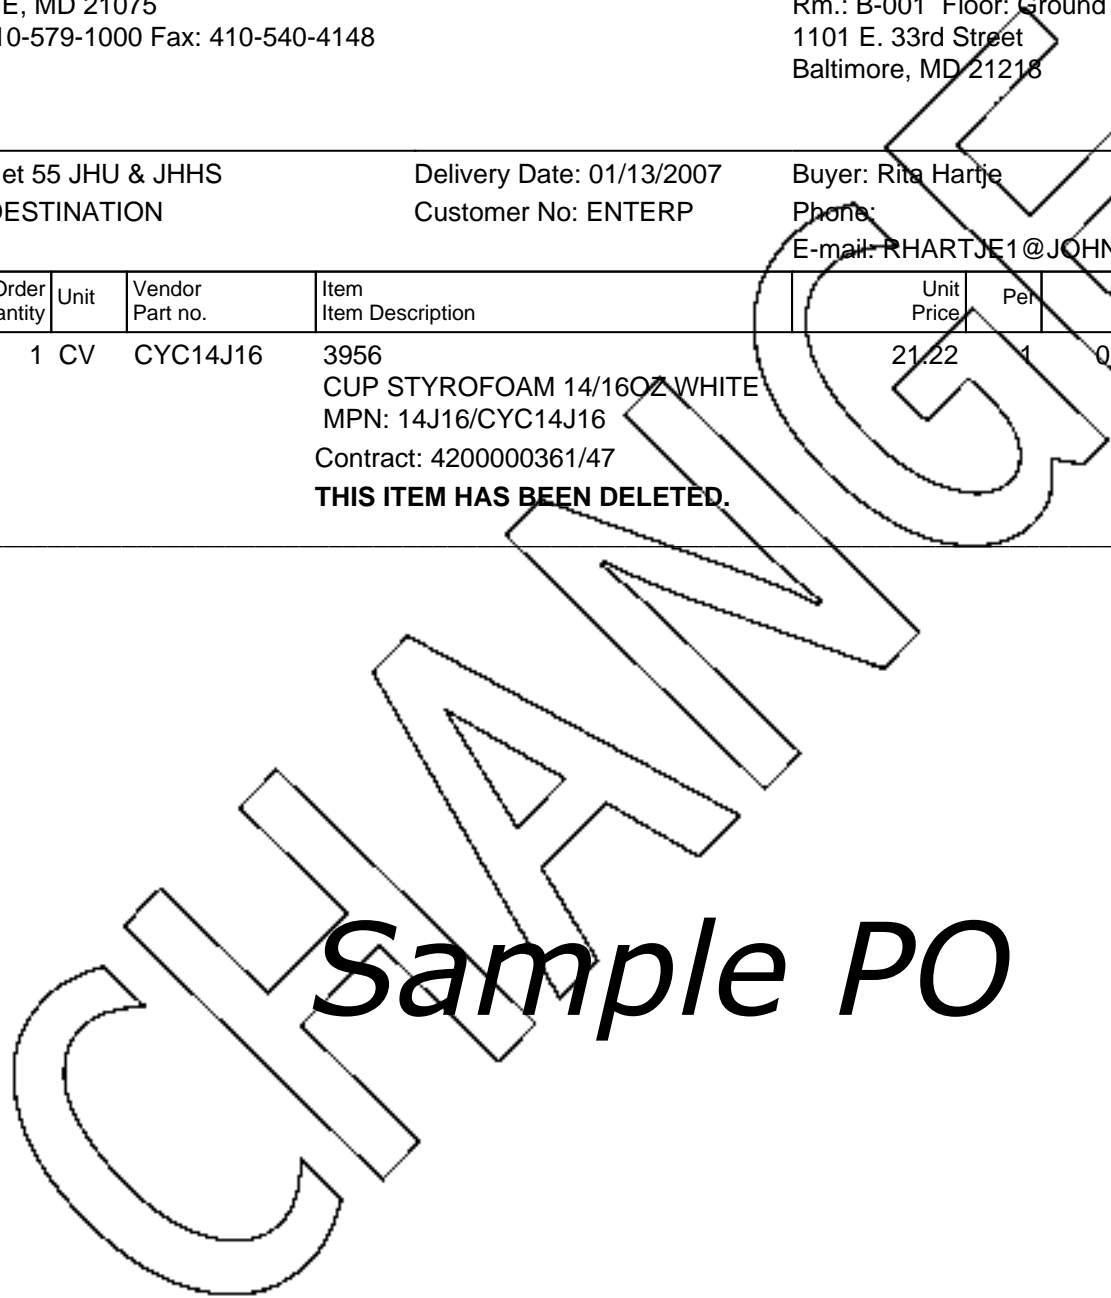 E, MD 21075
10-579-1000 Fax: 410-540-4148
Rm.: B-001 Floor: Ground
1101 E. 33rd Street
Baltimore, MD 21218
et 55 JHU & JHHS
DESTINATION
Delivery Date: 01/13/2007
Customer No: ENTERP
Buyer: Rita Hartje
Phone:
E-mail: RHARTJE1@JOHN
Order
antity
Unit
Vendor
Part no.
Item
Item Description
Unit
Price
Per
1 CV CYC14J16 3956 21.22 1 0
CUP STYROFOAM 14/16OZ WHITE
MPN: 14J16/CYC14J16
Contract: 4200000361/47
THIS ITEM HAS BEEN DELETED.
CHANGE
Sample PO